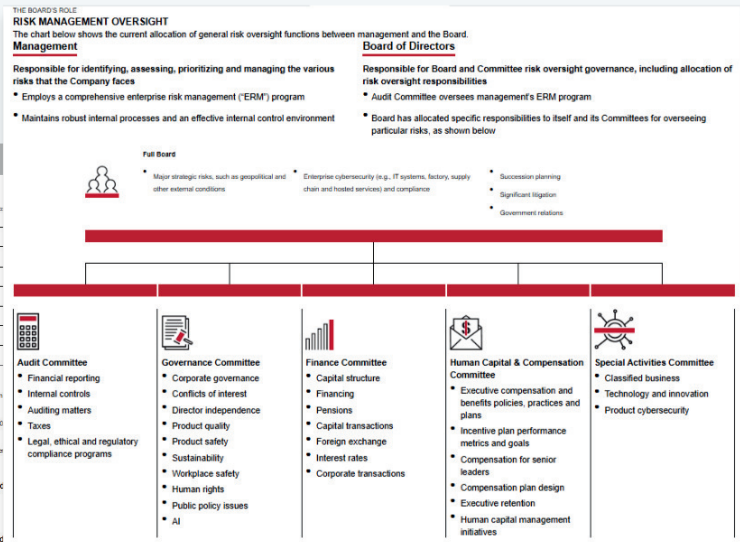 THE BOARD'S ROLE
RISK MANAGEMENT OVERSIGHT
The chart below shows the current allocation of general risk oversight functions between management and the Board.
Management
Responsible for identifying, assessing, prioritizing and managing the various
risks that the Company faces
• Employs a comprehensive enterprise risk management ("ERM") program
• Maintains robust internal processes and an effective internal control environment
Board of Directors
Responsible for Board and Committee risk oversight governance, including allocation of
risk oversight responsibilities
• Audit Committee oversees management's ERM program
• Board has allocated specific responsibilities to itself and its Committees for overseeing
particular risks, as shown below
Full Board
• Major strategic risks, such as geopolitical and
other external conditions
• Enterprise cybersecurity (e.g., IT systems, factory, supply
chain and hosted services) and compliance
• Succession planning
• Significant litigation
• Government relations
Audit Committee
• Financial reporting
• Internal controls
• Auditing matters
• Taxes
• Legal, ethical and regulatory
compliance programs
Governance Committee
• Corporate governance
• Conflicts of interest
• Director independence
• Product quality
• Product safety
• Sustainability
• Workplace safety
• Human rights
• Public policy issues
• AI
Finance Committee
• Capital structure
• Financing
• Pensions
• Capital transactions
• Foreign exchange
• Interest rates
• Corporate transactions
$
Human Capital & Compensation
Committee
• Executive compensation and
benefits policies, practices and
plans
• Incentive plan performance
metrics and goals
• Compensation for senior
leaders
• Compensation plan design
• Executive retention
• Human capital management
initiatives
Special Activities Committee
• Classified business
• Technology and innovation
• Product cybersecurity